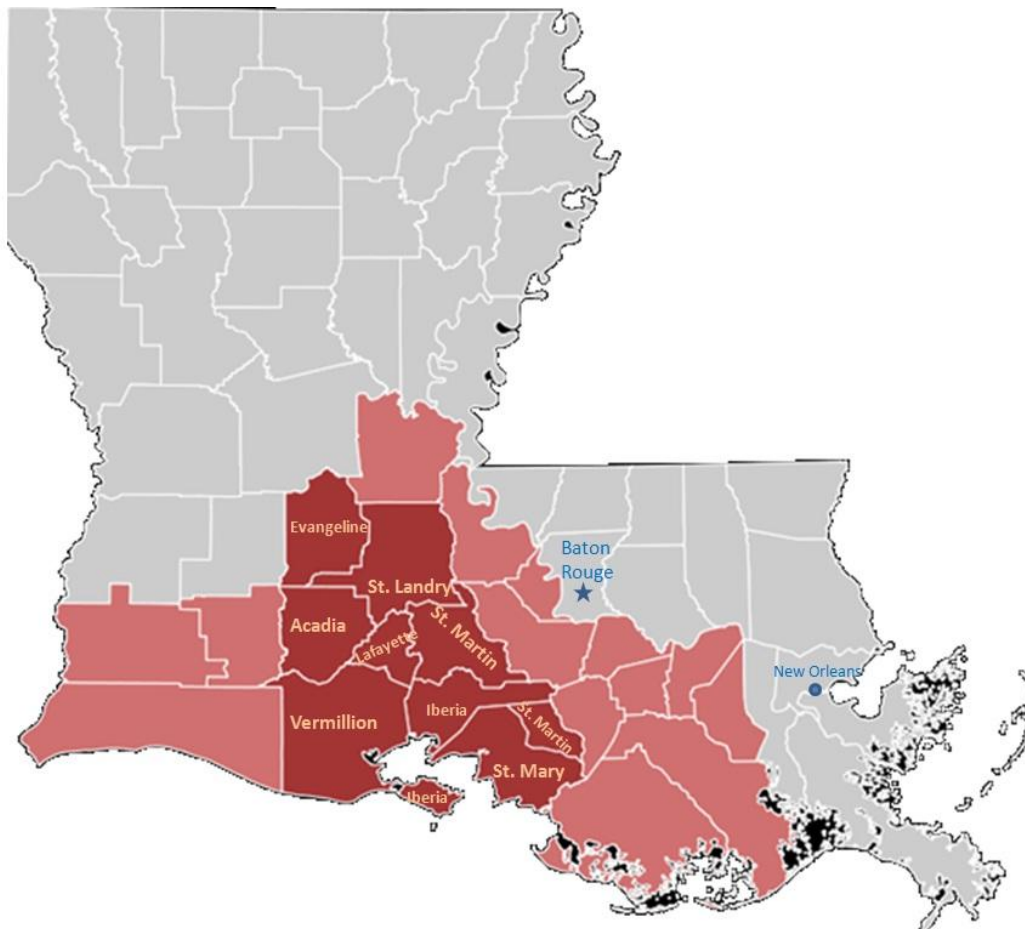 Evangeline
Baton
Rouge
St. Landry
Acadia
Lafayette
St. Martin
New Orleans
Vermillion
Iberia
St. Martin
St. Mary
Iberia